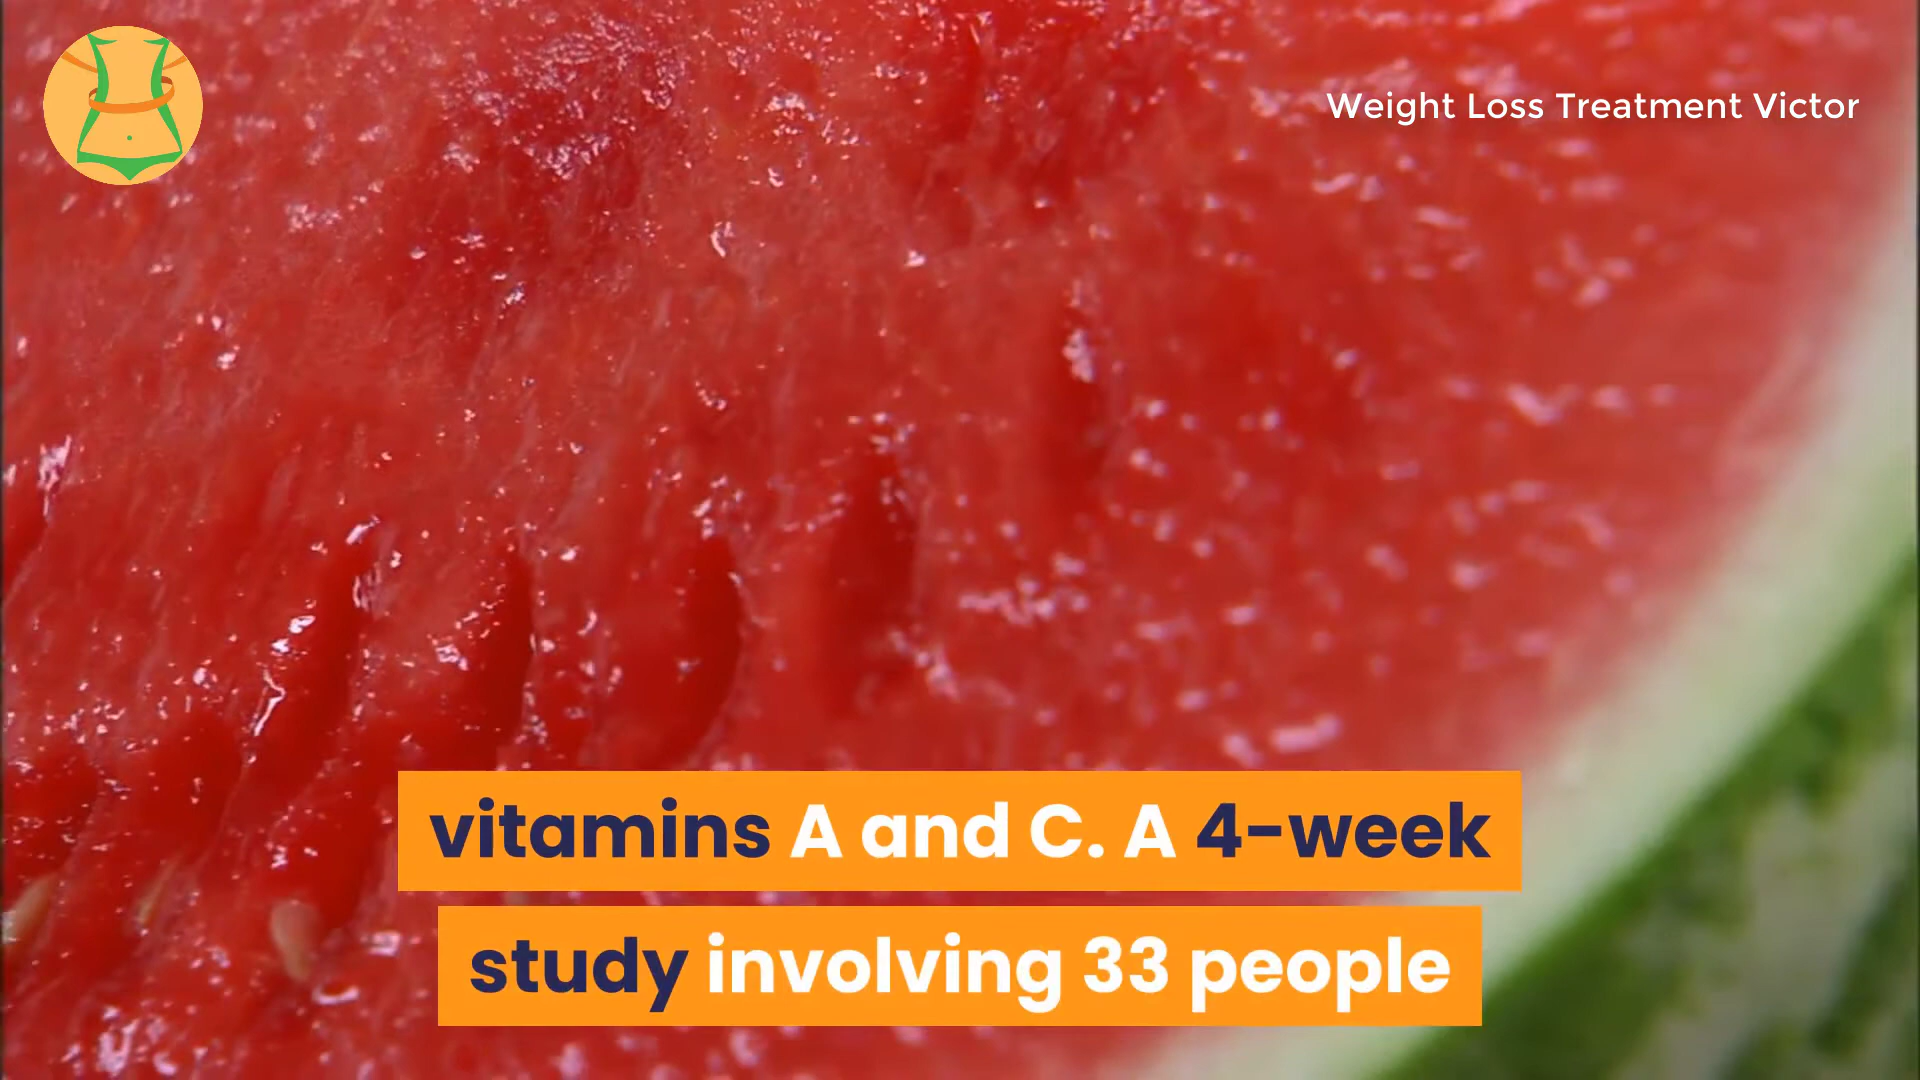 Weight Loss Treatment Victor
vitamins A and C. A 4-week
study involving 33 people